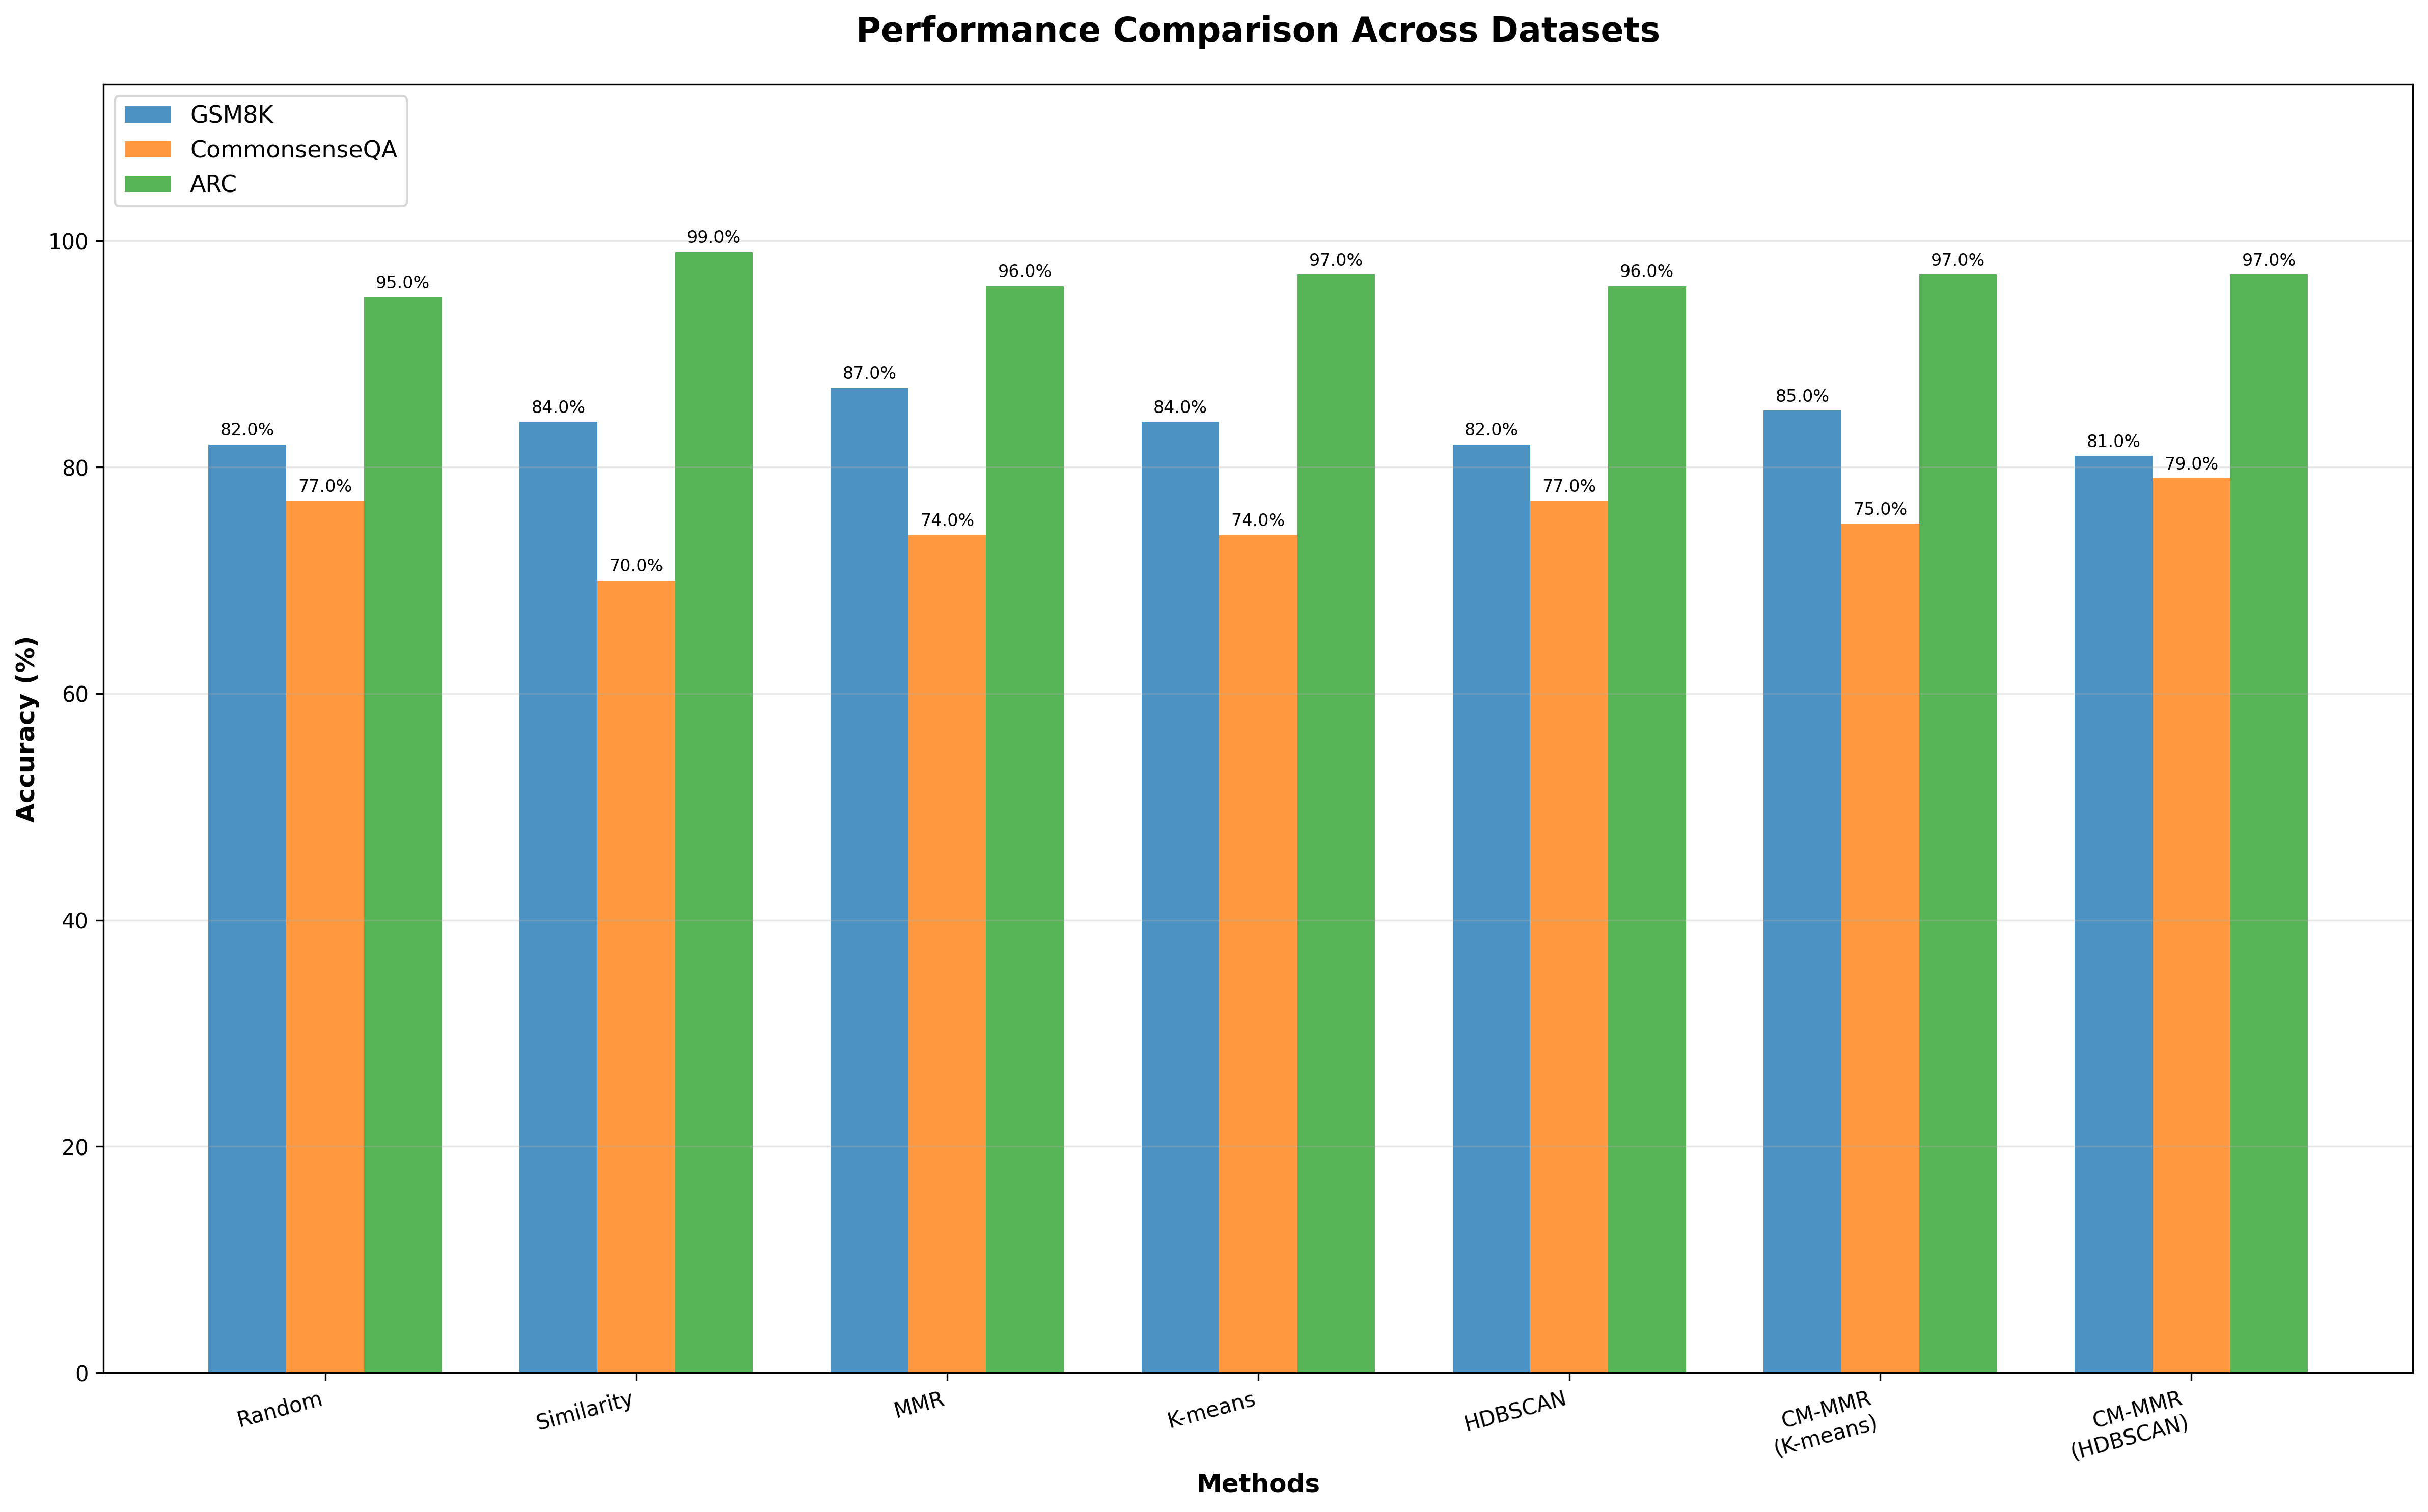 Performance Comparison Across Datasets
GSM8K
CommonsenseQA
ARC
Accuracy (%)
100
80
60
40
20
0
82.0%
77.0%
95.0%
84.0%
70.0%
99.0%
87.0%
74.0%
96.0%
84.0%
74.0%
97.0%
82.0%
77.0%
96.0%
85.0%
75.0%
97.0%
81.0%
79.0%
97.0%
Random
Similarity
MMR
K-means
HDBSCAN
CM-MMR
(K-means)
CM-MMR
(HDBSCAN)
Methods